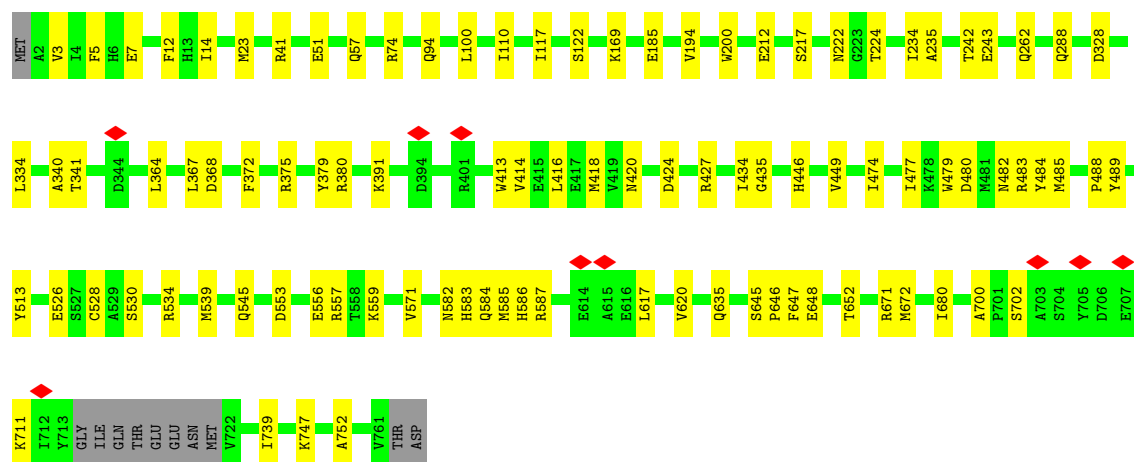 MET A2 V3 I4 F5 H6 E7 F12 H13 I14 M23 R41 E51 Q57 R74 Q94 L100 I110 I117 S122 K169 E185 V194 W200 E212 S217 N222 G223 T224 I234 A235 T242 E243 Q262 Q288 D328
L334 A340 T341 D344 L364 L367 D368 F372 R375 Y379 R380 K391 D394 R401 W413 V414 E415 L416 E417 M418 V419 N420 D424 R427 I434 G435 H446 V449 I474 I477 K478 W479 D480 M481 N482 R483 Y484 M485 P488 Y489
Y513 E526 S527 C528 A529 S530 R534 M539 Q545 D553 E556 R557 T558 K559 V571 N582 H583 Q584 M585 H586 R587 E614 A615 E616 L617 V620 Q635 S645 P646 F647 E648 T652 R671 M672 I680 A700 P701 S702 A703 S704 Y705 D706 E707
K711 I712 Y713 GLY ILE GLN THR GLU GLU ASN MET V722 I739 K747 A752 V761 THR ASP